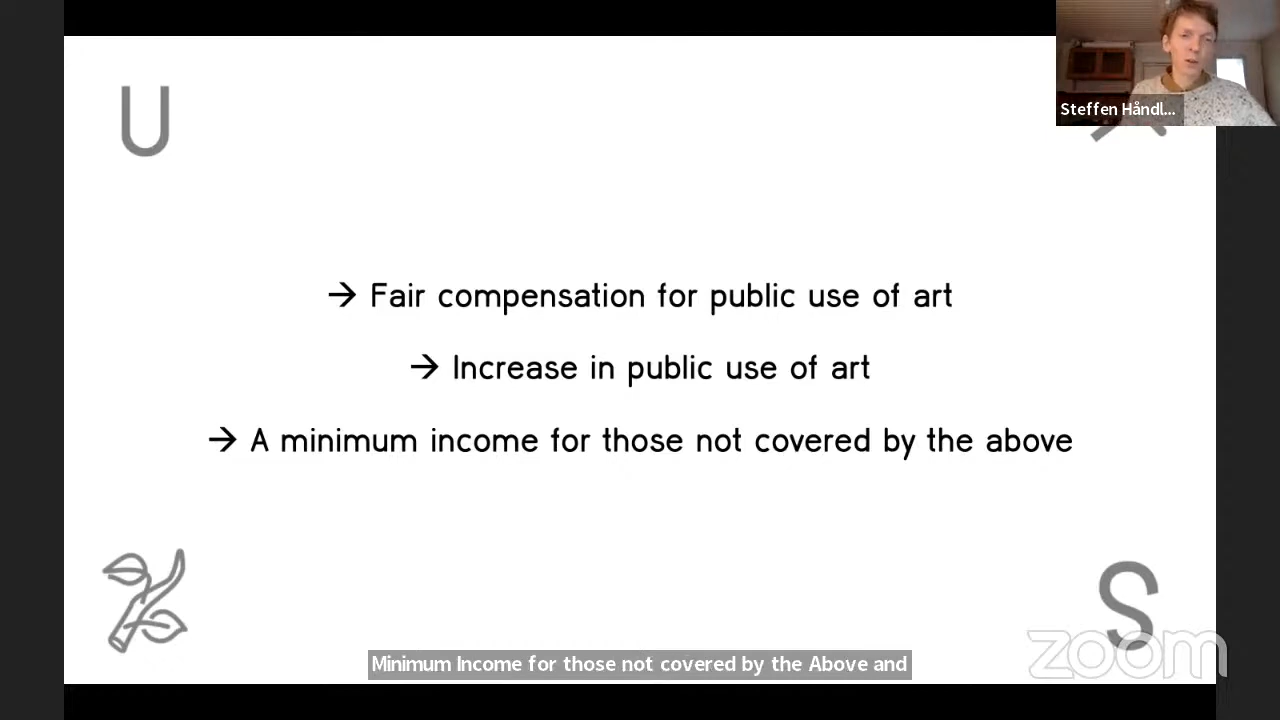 U
Steffen Håndl...
→ Fair compensation for public use of art
→ Increase in public use of art
→ A minimum income for those not covered by the above
S
Minimum Income for those not covered by the Above and
zoom